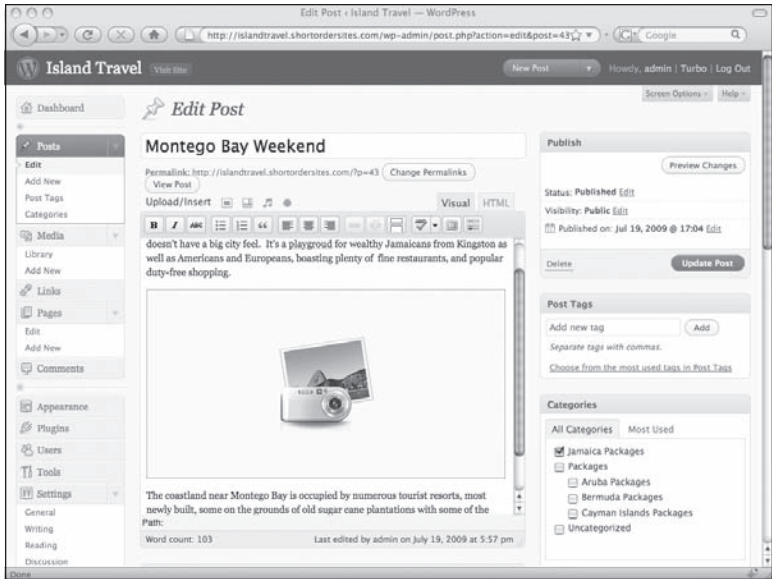 Edit Post ‹ Island Travel — WordPress
http://islandtravel.shortordersites.com/wp-admin/post.php?action=edit&post=43
Google
Island Travel
Visit Site
New Post
Howdy, admin | Turbo | Log Out
Screen Options
Help
Dashboard
Posts
Edit
Add New
Post Tags
Categories
Media
Library
Add New
Links
Pages
Edit
Add New
Comments
Appearance
Plugins
Users
Tools
Settings
General
Writing
Reading
Discussion
Edit Post
Montego Bay Weekend
Permalink: http://islandtravel.shortordersites.com/?p=43 Change Permalinks
View Post
Upload/Insert
Visual HTML
B I ABC
doesn't have a big city feel. It's a playgroud for wealthy Jamaicans from Kingston as
well as Americans and Europeans, boasting plenty of fine restaurants, and popular
duty-free shopping.
The coastland near Montego Bay is occupied by numerous tourist resorts, most
newly built, some on the grounds of old sugar cane plantations with some of the
Path:
Word count: 103
Last edited by admin on July 19, 2009 at 5:57 pm
Publish
Preview Changes
Status: Published Edit
Visibility: Public Edit
Published on: Jul 19, 2009 @ 17:04 Edit
Delete
Update Post
Post Tags
Add new tag
Add
Separate tags with commas.
Choose from the most used tags in Post Tags
Categories
All Categories Most Used
Jamaica Packages
Packages
Aruba Packages
Bermuda Packages
Cayman Islands Packages
Uncategorized
Done